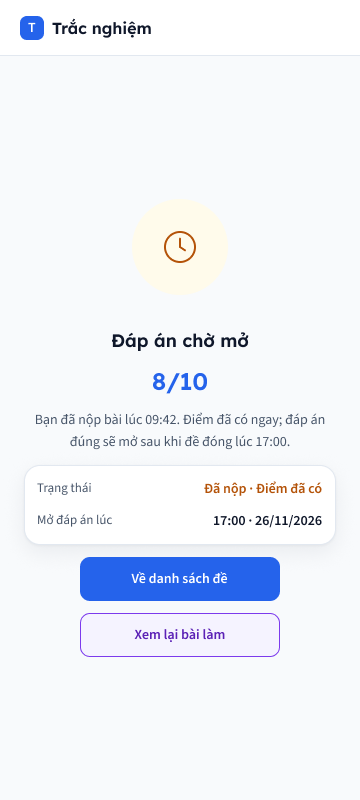 T Trắc nghiệm
Đáp án chờ mở
8/10
Bạn đã nộp bài lúc 09:42. Điểm đã có ngay; đáp án
đúng sẽ mở sau khi đề đóng lúc 17:00.
Trạng thái Đã nộp · Điểm đã có
Mở đáp án lúc 17:00 · 26/11/2026
Về danh sách đề
Xem lại bài làm